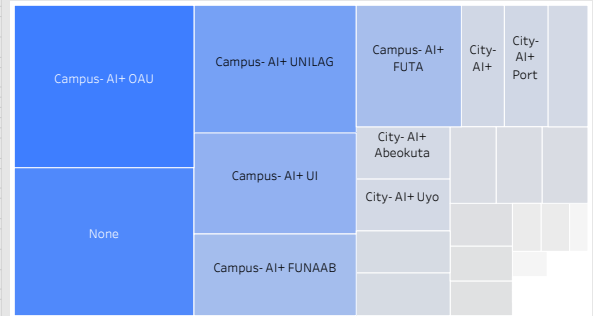 Campus- AI+ OAU
None
Campus- AI+ UNILAG
Campus- AI+ UI
Campus- AI+ FUNAAB
Campus- AI+
FUTA
City-
AI+
City-
AI+
Port
City- AI+
Abeokuta
City- AI+ Uyo